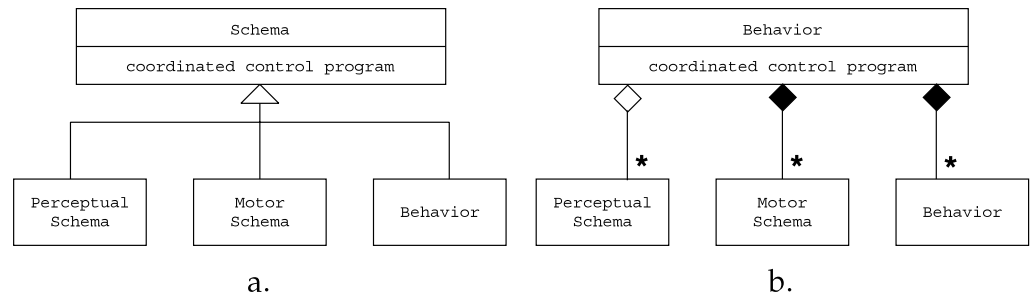 Schema
coordinated control program
Perceptual
Schema
Motor
Schema
Behavior
a.
Behavior
coordinated control program
*
*
*
Perceptual
Schema
Motor
Schema
Behavior
b.